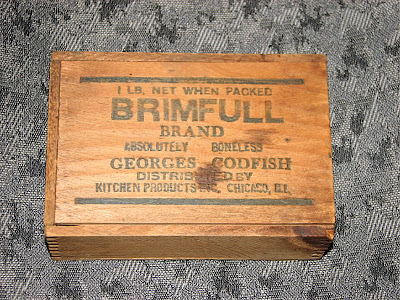 1 LB. NET WHEN PACKED
BRIMFULL
BRAND
ABSOLUTELY BONELESS
GEORGES CODFISH
DISTRIBUTED BY
KITCHEN PRODUCTS INC. CHICAGO, ILL.